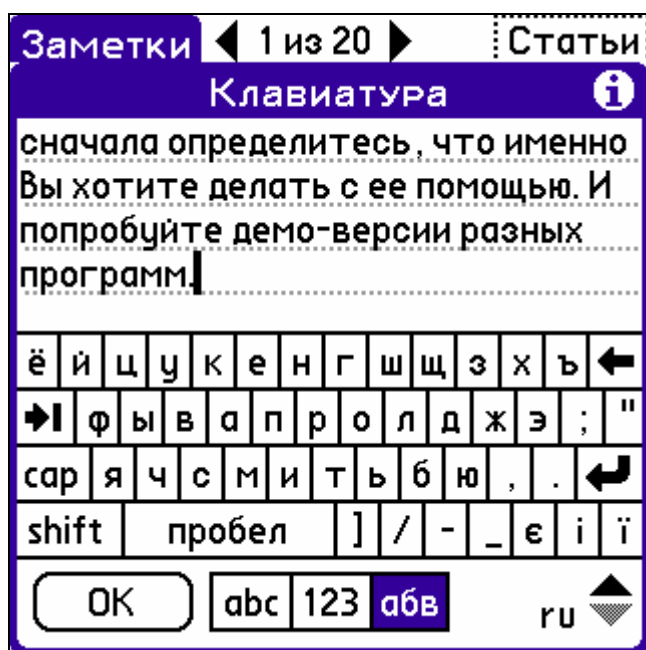 Заметки 1 из 20 Статьи
Клавиатура
сначала определитесь, что именно
Вы хотите делать с ее помощью. И
попробуйте демо-версии разных
программ.
ё й ц у к е н г ш щ з х ъ
ф ы в а п р о л д ж э ; "
cap я ч с м и т ь б ю , .
shift пробел ] / - _ є і ї
OK abc 123 абв ru